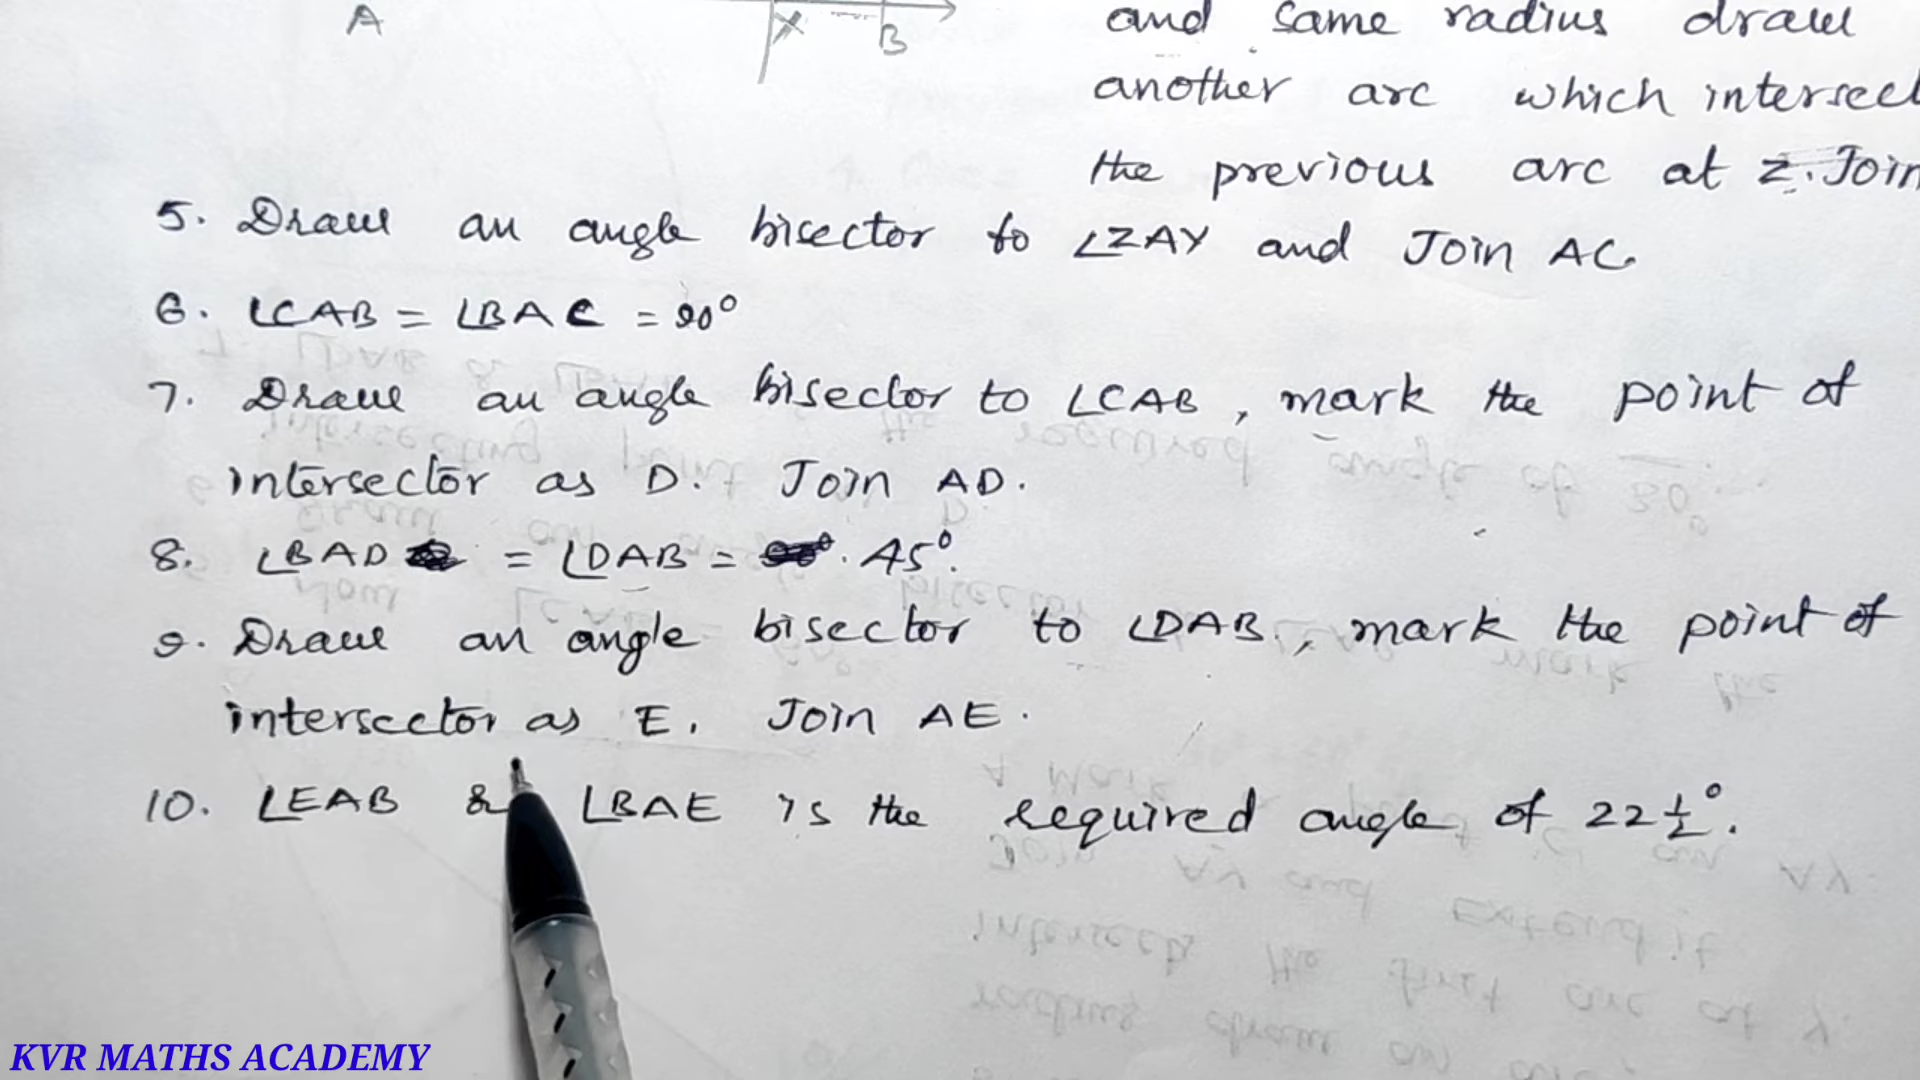 A
X
B
and same radius draw
another arc which intersect
the previous arc at Z. Join
5. Draw an angle bisector to ∠ZAY and Join AC
6. ∠CAB = ∠BAC = 90°
7. Draw an angle bisector to ∠CAB, mark the point of
intersector as D. Join AD.
8. ∠BAD = ∠DAB = 45°.
9. Draw an angle bisector to ∠DAB, mark the point of
intersector as E. Join AE.
10. ∠EAB & ∠BAE is the required angle of 22 1/2°.
KVR MATHS ACADEMY